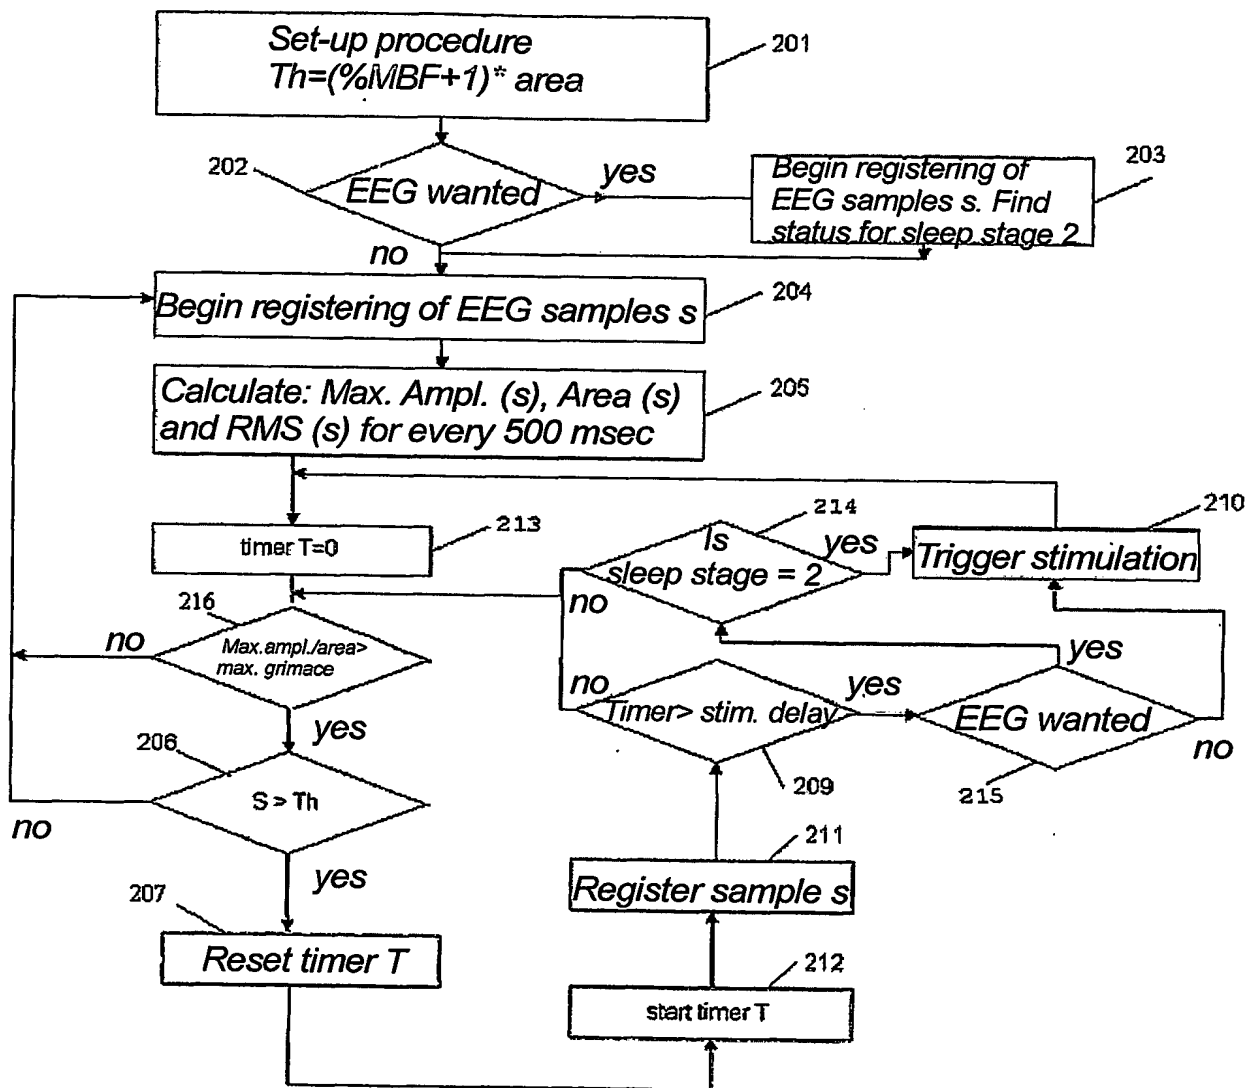 Set-up procedure
Th=(%MBF+1)* area
201
202
EEG wanted
yes
Begin registering of
EEG samples s. Find
status for sleep stage 2
203
no
Begin registering of EEG samples s
204
Calculate: Max. Ampl. (s), Area (s)
and RMS (s) for every 500 msec
205
timer T=0
213
Is
sleep stage = 2
214
yes
no
Trigger stimulation
210
216
Max.ampl./area>
max. grimace
no
yes
Timer> stim. delay
no
yes
209
EEG wanted
yes
no
215
206
S > Th
no
yes
211
Register sample s
207
Reset timer T
212
start timer T